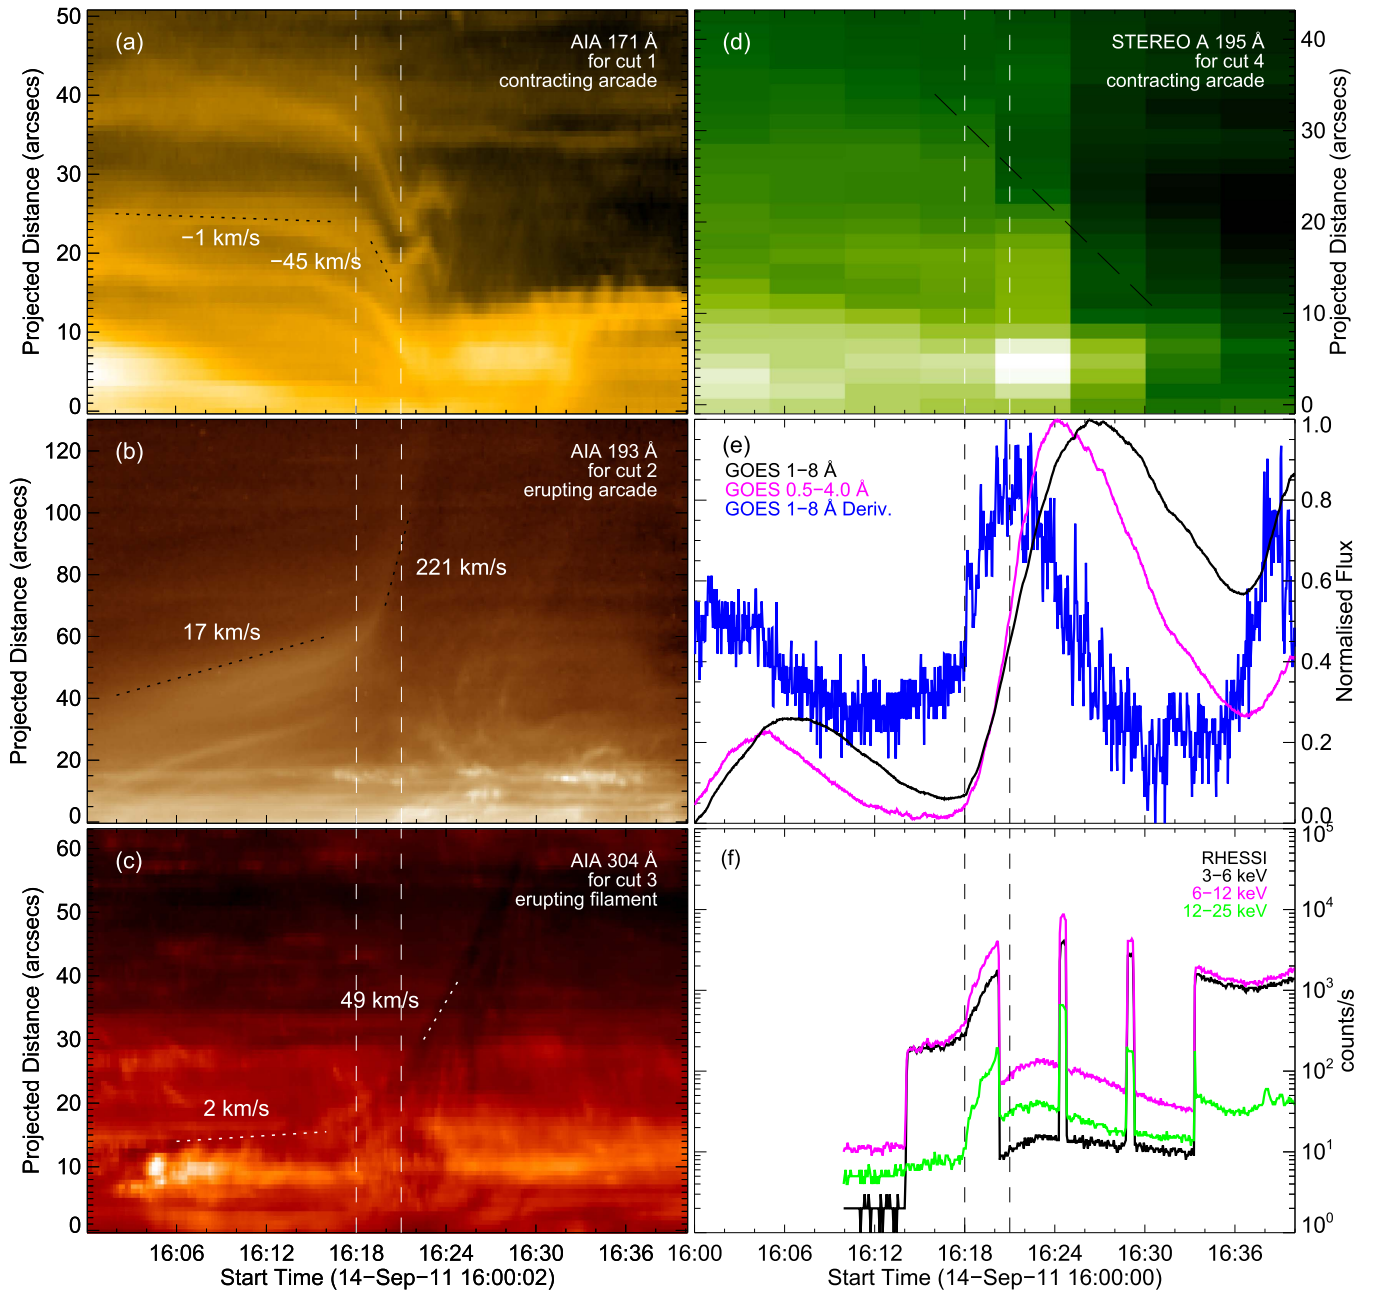 (a)
AIA 171 Å
for cut 1
contracting arcade
−1 km/s
−45 km/s
Projected Distance (arcsecs)
50
40
30
20
10
0
(d)
STEREO A 195 Å
for cut 4
contracting arcade
40
30
20
10
0
Projected Distance (arcsecs)
(b)
AIA 193 Å
for cut 2
erupting arcade
17 km/s
221 km/s
Projected Distance (arcsecs)
120
100
80
60
40
20
0
(e)
GOES 1−8 Å
GOES 0.5−4.0 Å
GOES 1−8 Å Deriv.
1.0
0.8
0.6
0.4
0.2
0.0
Normalised Flux
(c)
AIA 304 Å
for cut 3
erupting filament
49 km/s
2 km/s
Projected Distance (arcsecs)
60
50
40
30
20
10
0
16:06 16:12 16:18 16:24 16:30 16:36
Start Time (14−Sep−11 16:00:02)
(f)
RHESSI
3−6 keV
6−12 keV
12−25 keV
10⁵
10⁴
10³
10²
10¹
10⁰
counts/s
16:00 16:06 16:12 16:18 16:24 16:30 16:36
Start Time (14−Sep−11 16:00:00)